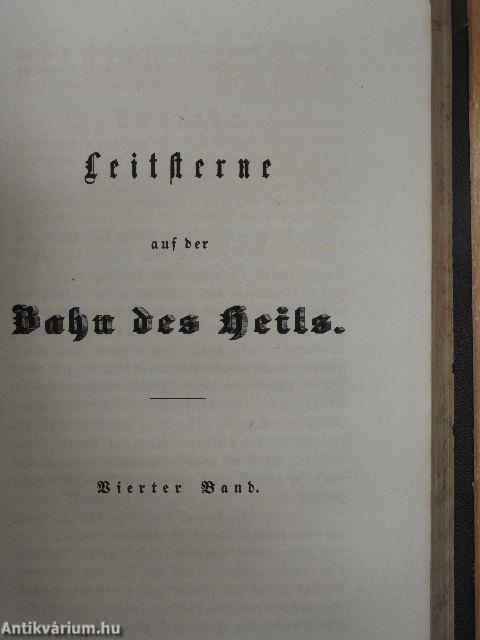 Leitsterne
auf der
Bahn des Heils.
Vierter Band.
Antikvárium.hu